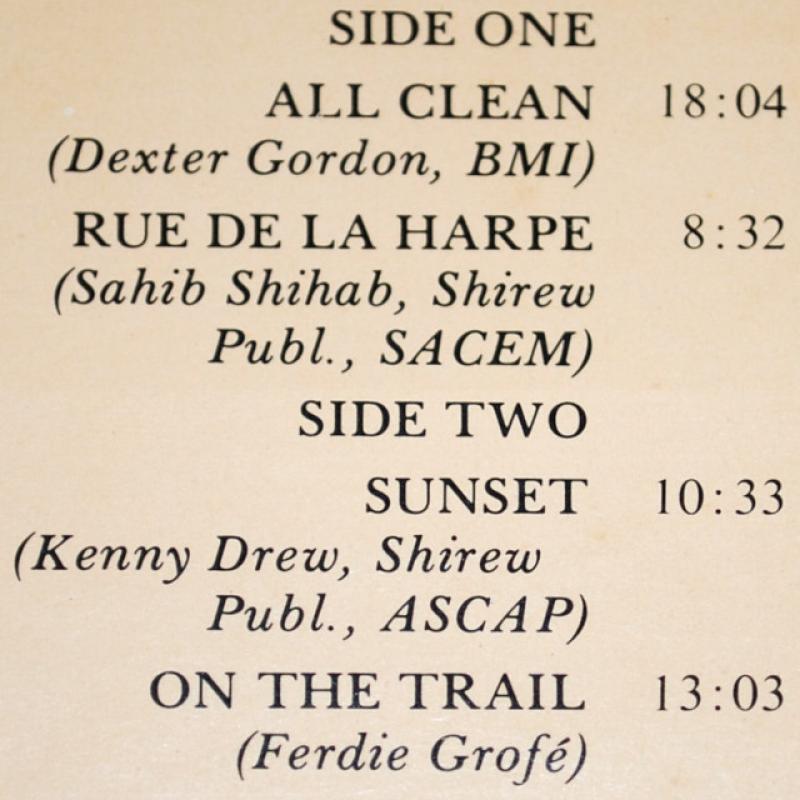 SIDE ONE
ALL CLEAN 18:04
(Dexter Gordon, BMI)
RUE DE LA HARPE 8:32
(Sahib Shihab, Shirew
Publ., SACEM)
SIDE TWO
SUNSET 10:33
(Kenny Drew, Shirew
Publ., ASCAP)
ON THE TRAIL 13:03
(Ferdie Grofé)